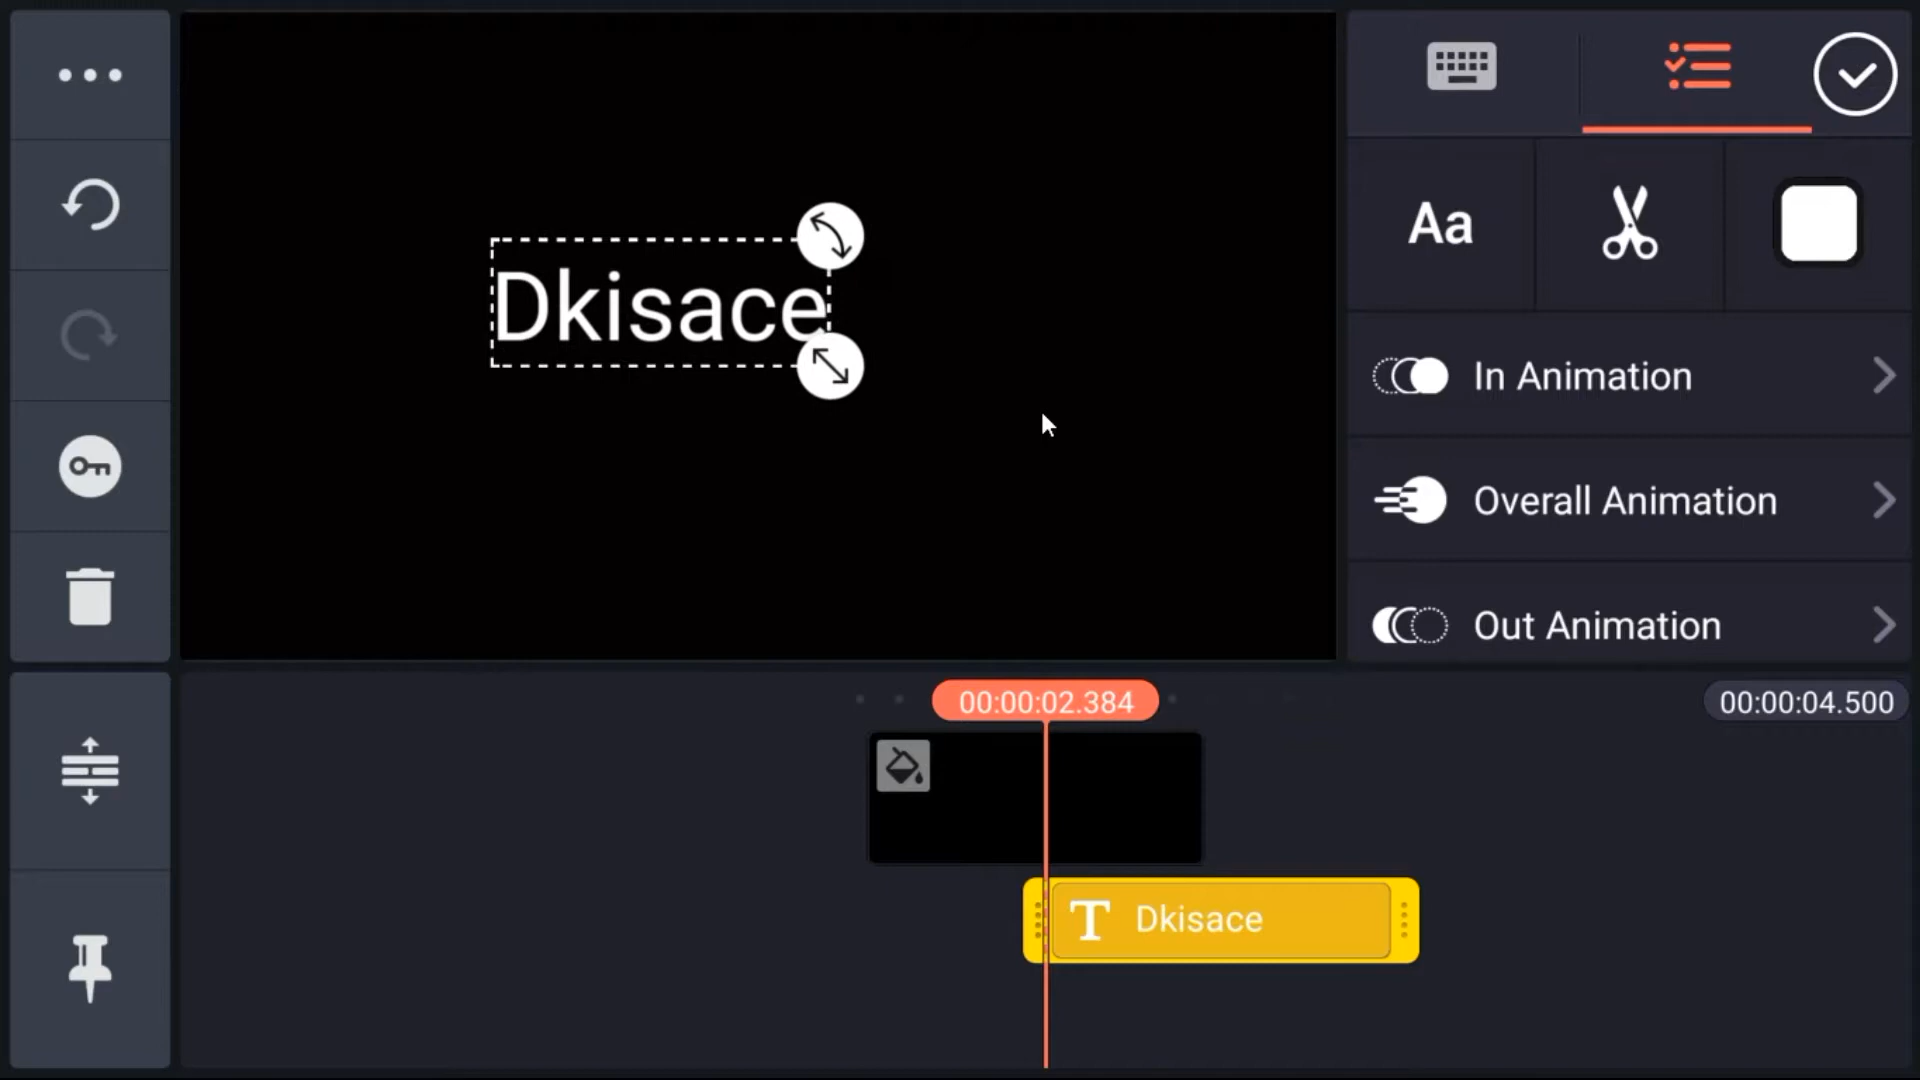 Dkisace
Aa
In Animation
Overall Animation
Out Animation
00:00:02.384
00:00:04.500
T Dkisace